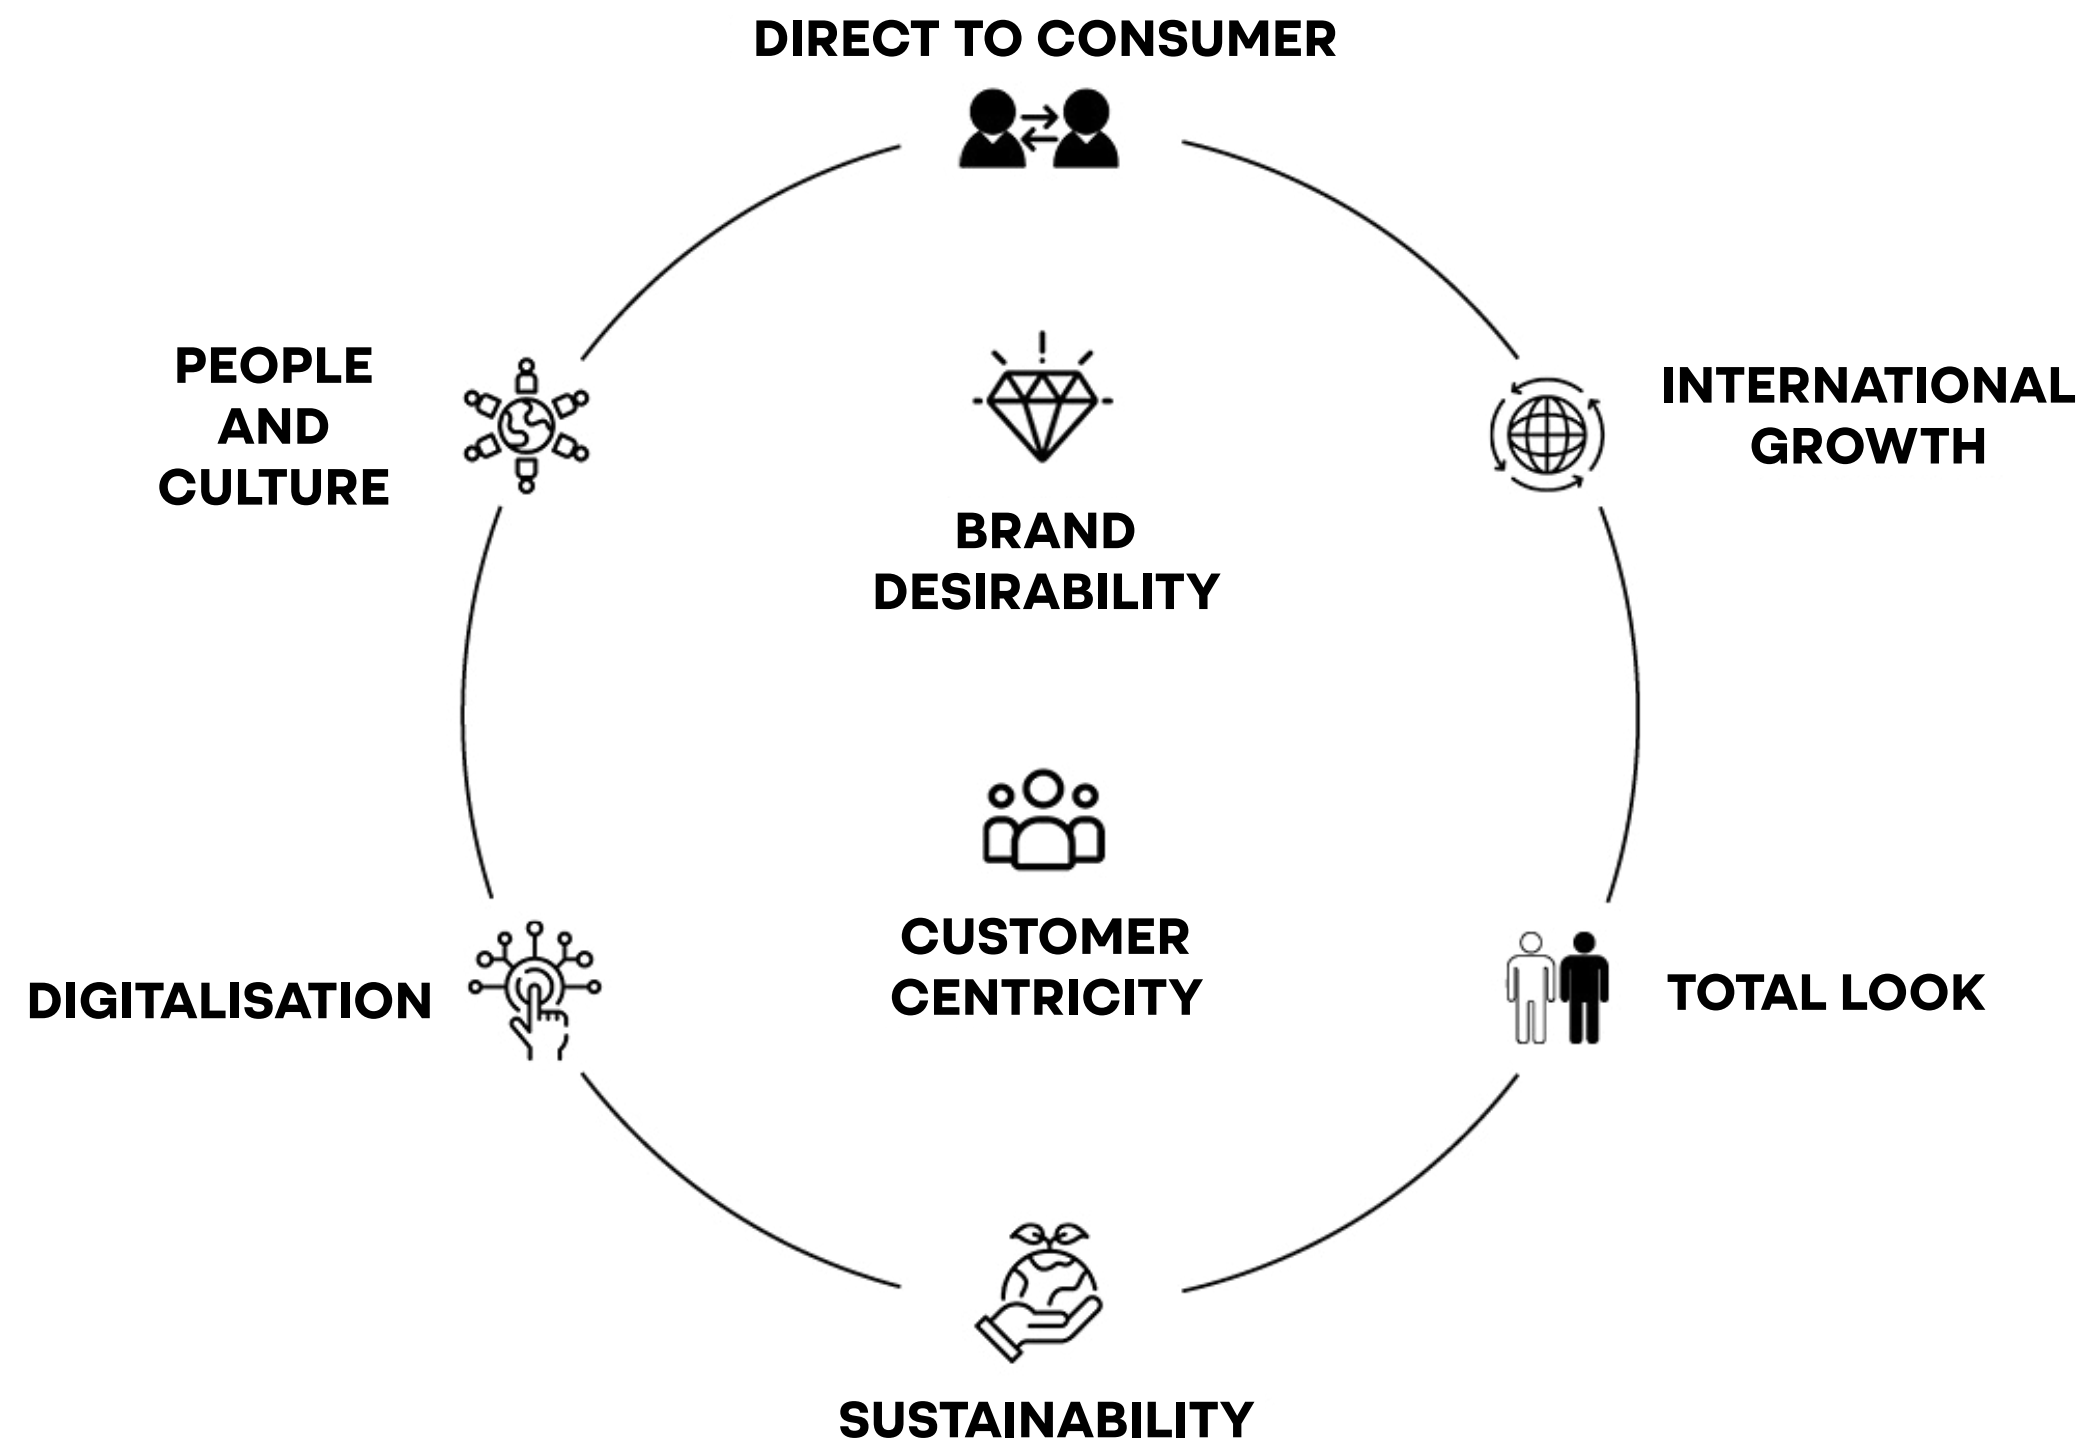 DIRECT TO CONSUMER
PEOPLE
AND
CULTURE
INTERNATIONAL
GROWTH
BRAND
DESIRABILITY
CUSTOMER
CENTRICITY
DIGITALISATION
TOTAL LOOK
SUSTAINABILITY